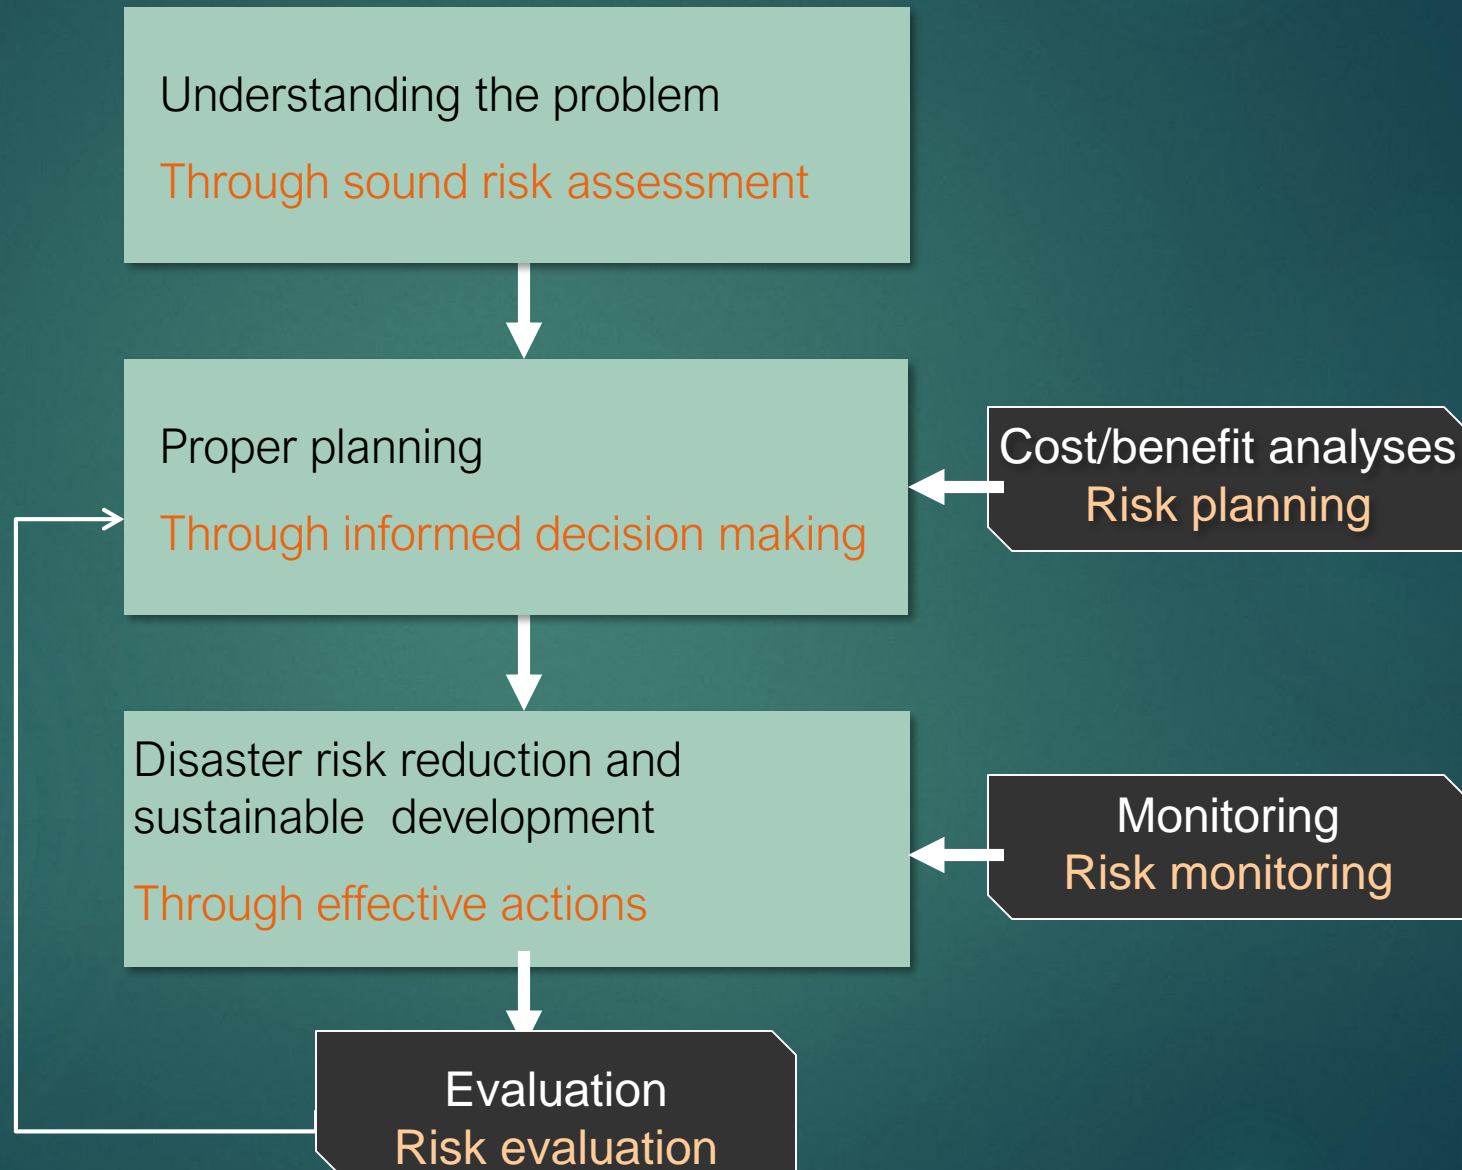 Understanding the problem
Through sound risk assessment
Proper planning
Through informed decision making
Cost/benefit analyses
Risk planning
Disaster risk reduction and
sustainable  development
Through effective actions
Monitoring
Risk monitoring
Evaluation
Risk evaluation